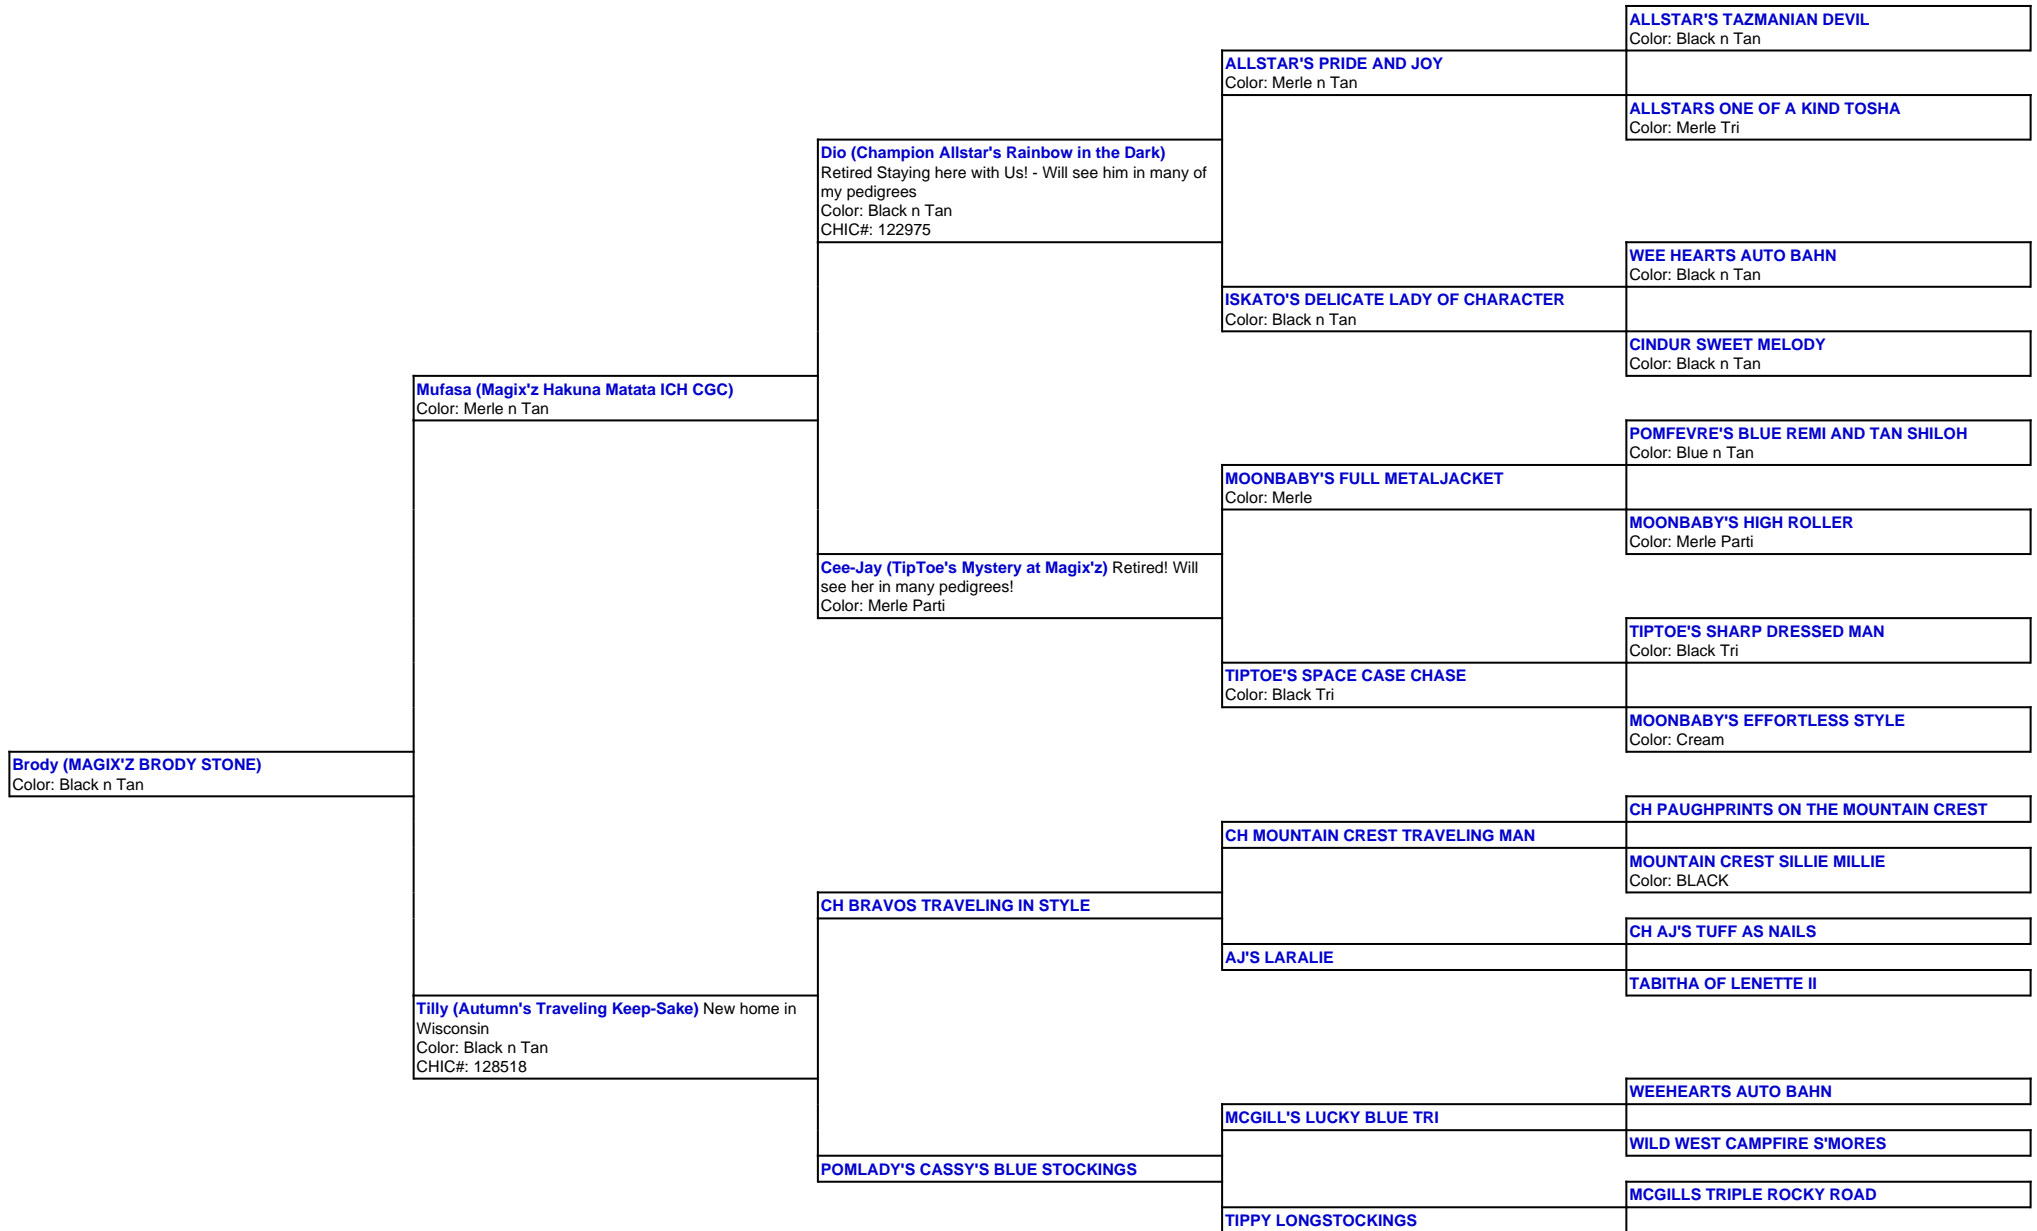 ALLSTAR'S TAZMANIAN DEVIL
Color: Black n Tan
ALLSTAR'S PRIDE AND JOY
Color: Merle n Tan
ALLSTARS ONE OF A KIND TOSHA
Color: Merle Tri
Dio (Champion Allstar's Rainbow in the Dark)
Retired Staying here with Us! - Will see him in many of
my pedigrees
Color: Black n Tan
CHIC#: 122975
WEE HEARTS AUTO BAHN
Color: Black n Tan
ISKATO'S DELICATE LADY OF CHARACTER
Color: Black n Tan
CINDUR SWEET MELODY
Color: Black n Tan
Mufasa (Magix'z Hakuna Matata ICH CGC)
Color: Merle n Tan
POMFEVRE'S BLUE REMI AND TAN SHILOH
Color: Blue n Tan
MOONBABY'S FULL METALJACKET
Color: Merle
MOONBABY'S HIGH ROLLER
Color: Merle Parti
Cee-Jay (TipToe's Mystery at Magix'z) Retired! Will
see her in many pedigrees!
Color: Merle Parti
TIPTOE'S SHARP DRESSED MAN
Color: Black Tri
TIPTOE'S SPACE CASE CHASE
Color: Black Tri
MOONBABY'S EFFORTLESS STYLE
Color: Cream
Brody (MAGIX'Z BRODY STONE)
Color: Black n Tan
CH PAUGHPRINTS ON THE MOUNTAIN CREST
CH MOUNTAIN CREST TRAVELING MAN
MOUNTAIN CREST SILLIE MILLIE
Color: BLACK
CH BRAVOS TRAVELING IN STYLE
CH AJ'S TUFF AS NAILS
AJ'S LARALIE
TABITHA OF LENETTE II
Tilly (Autumn's Traveling Keep-Sake) New home in
Wisconsin
Color: Black n Tan
CHIC#: 128518
WEEHEARTS AUTO BAHN
MCGILL'S LUCKY BLUE TRI
WILD WEST CAMPFIRE S'MORES
POMLADY'S CASSY'S BLUE STOCKINGS
MCGILLS TRIPLE ROCKY ROAD
TIPPY LONGSTOCKINGS